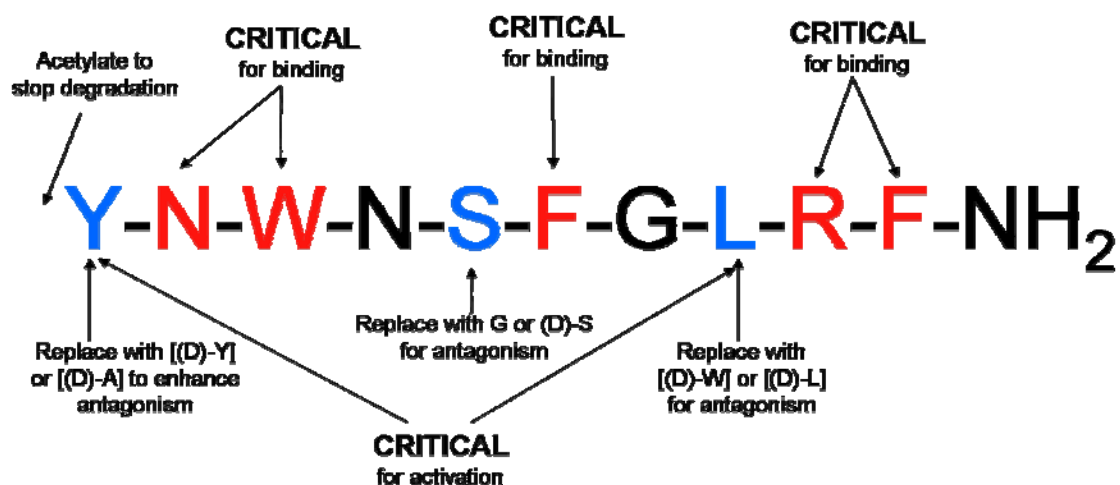 Acetylate to
stop degradation
CRITICAL
for binding
CRITICAL
for binding
CRITICAL
for binding
Y-N-W-N-S-F-G-L-R-F-NH2
Replace with [(D)-Y]
or [(D)-A] to enhance
antagonism
Replace with G or (D)-S
for antagonism
Replace with
[(D)-W] or [(D)-L]
for antagonism
CRITICAL
for activation